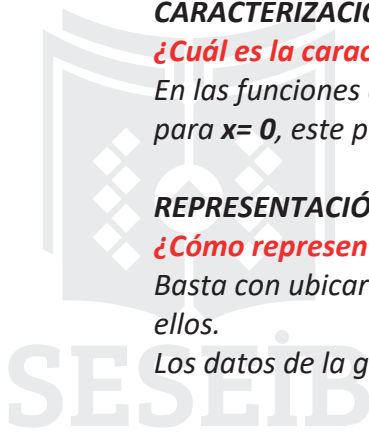 CARACTERIZACIÓ
¿Cuál es la carac
En las funciones
para x= 0, este p
REPRESENTACIÓ
¿Cómo represen
Basta con ubicar
ellos.
Los datos de la g
SESEIB